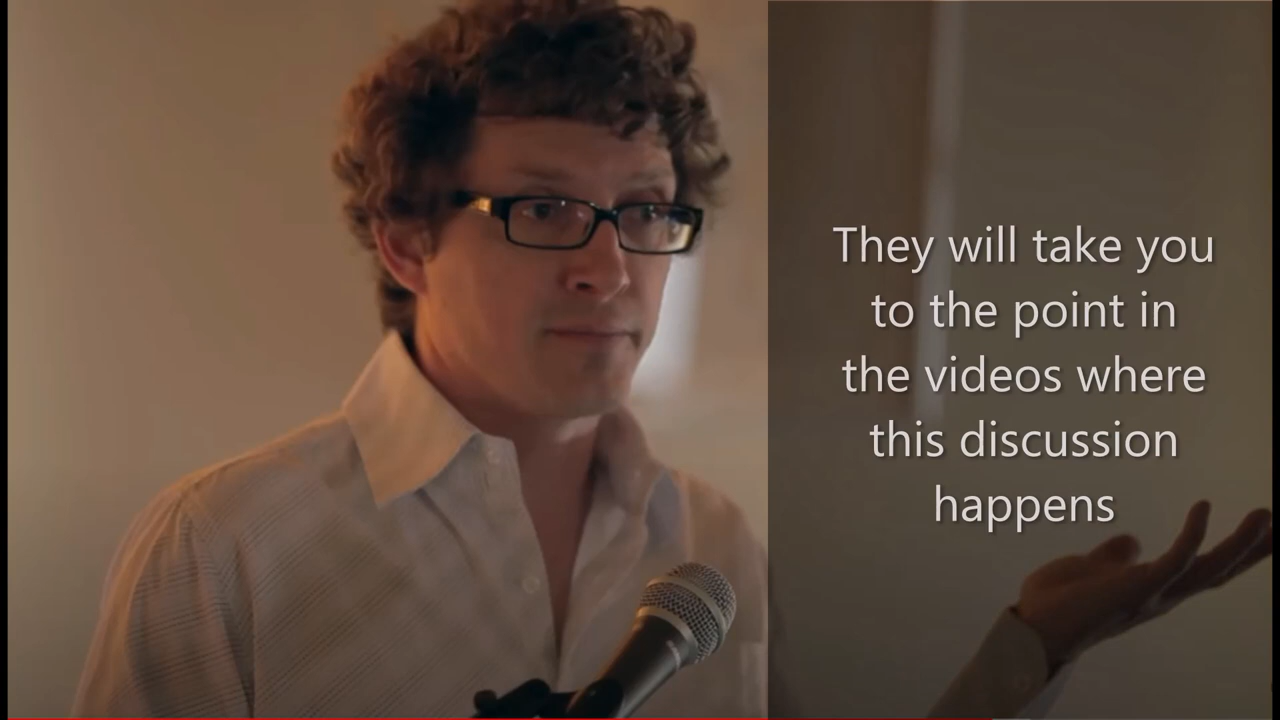 They will take you
to the point in
the videos where
this discussion
happens